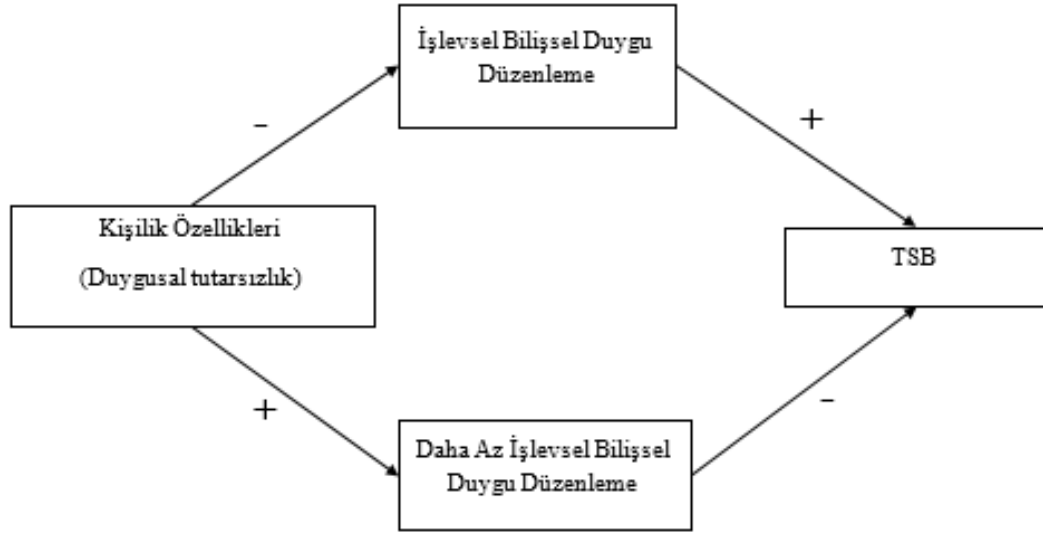 İşlevsel Bilişsel Duygu
Düzenleme
-
+
Kişilik Özellikleri
(Duygusal tutarsızlık)
TSB
+
-
Daha Az İşlevsel Bilişsel
Duygu Düzenleme